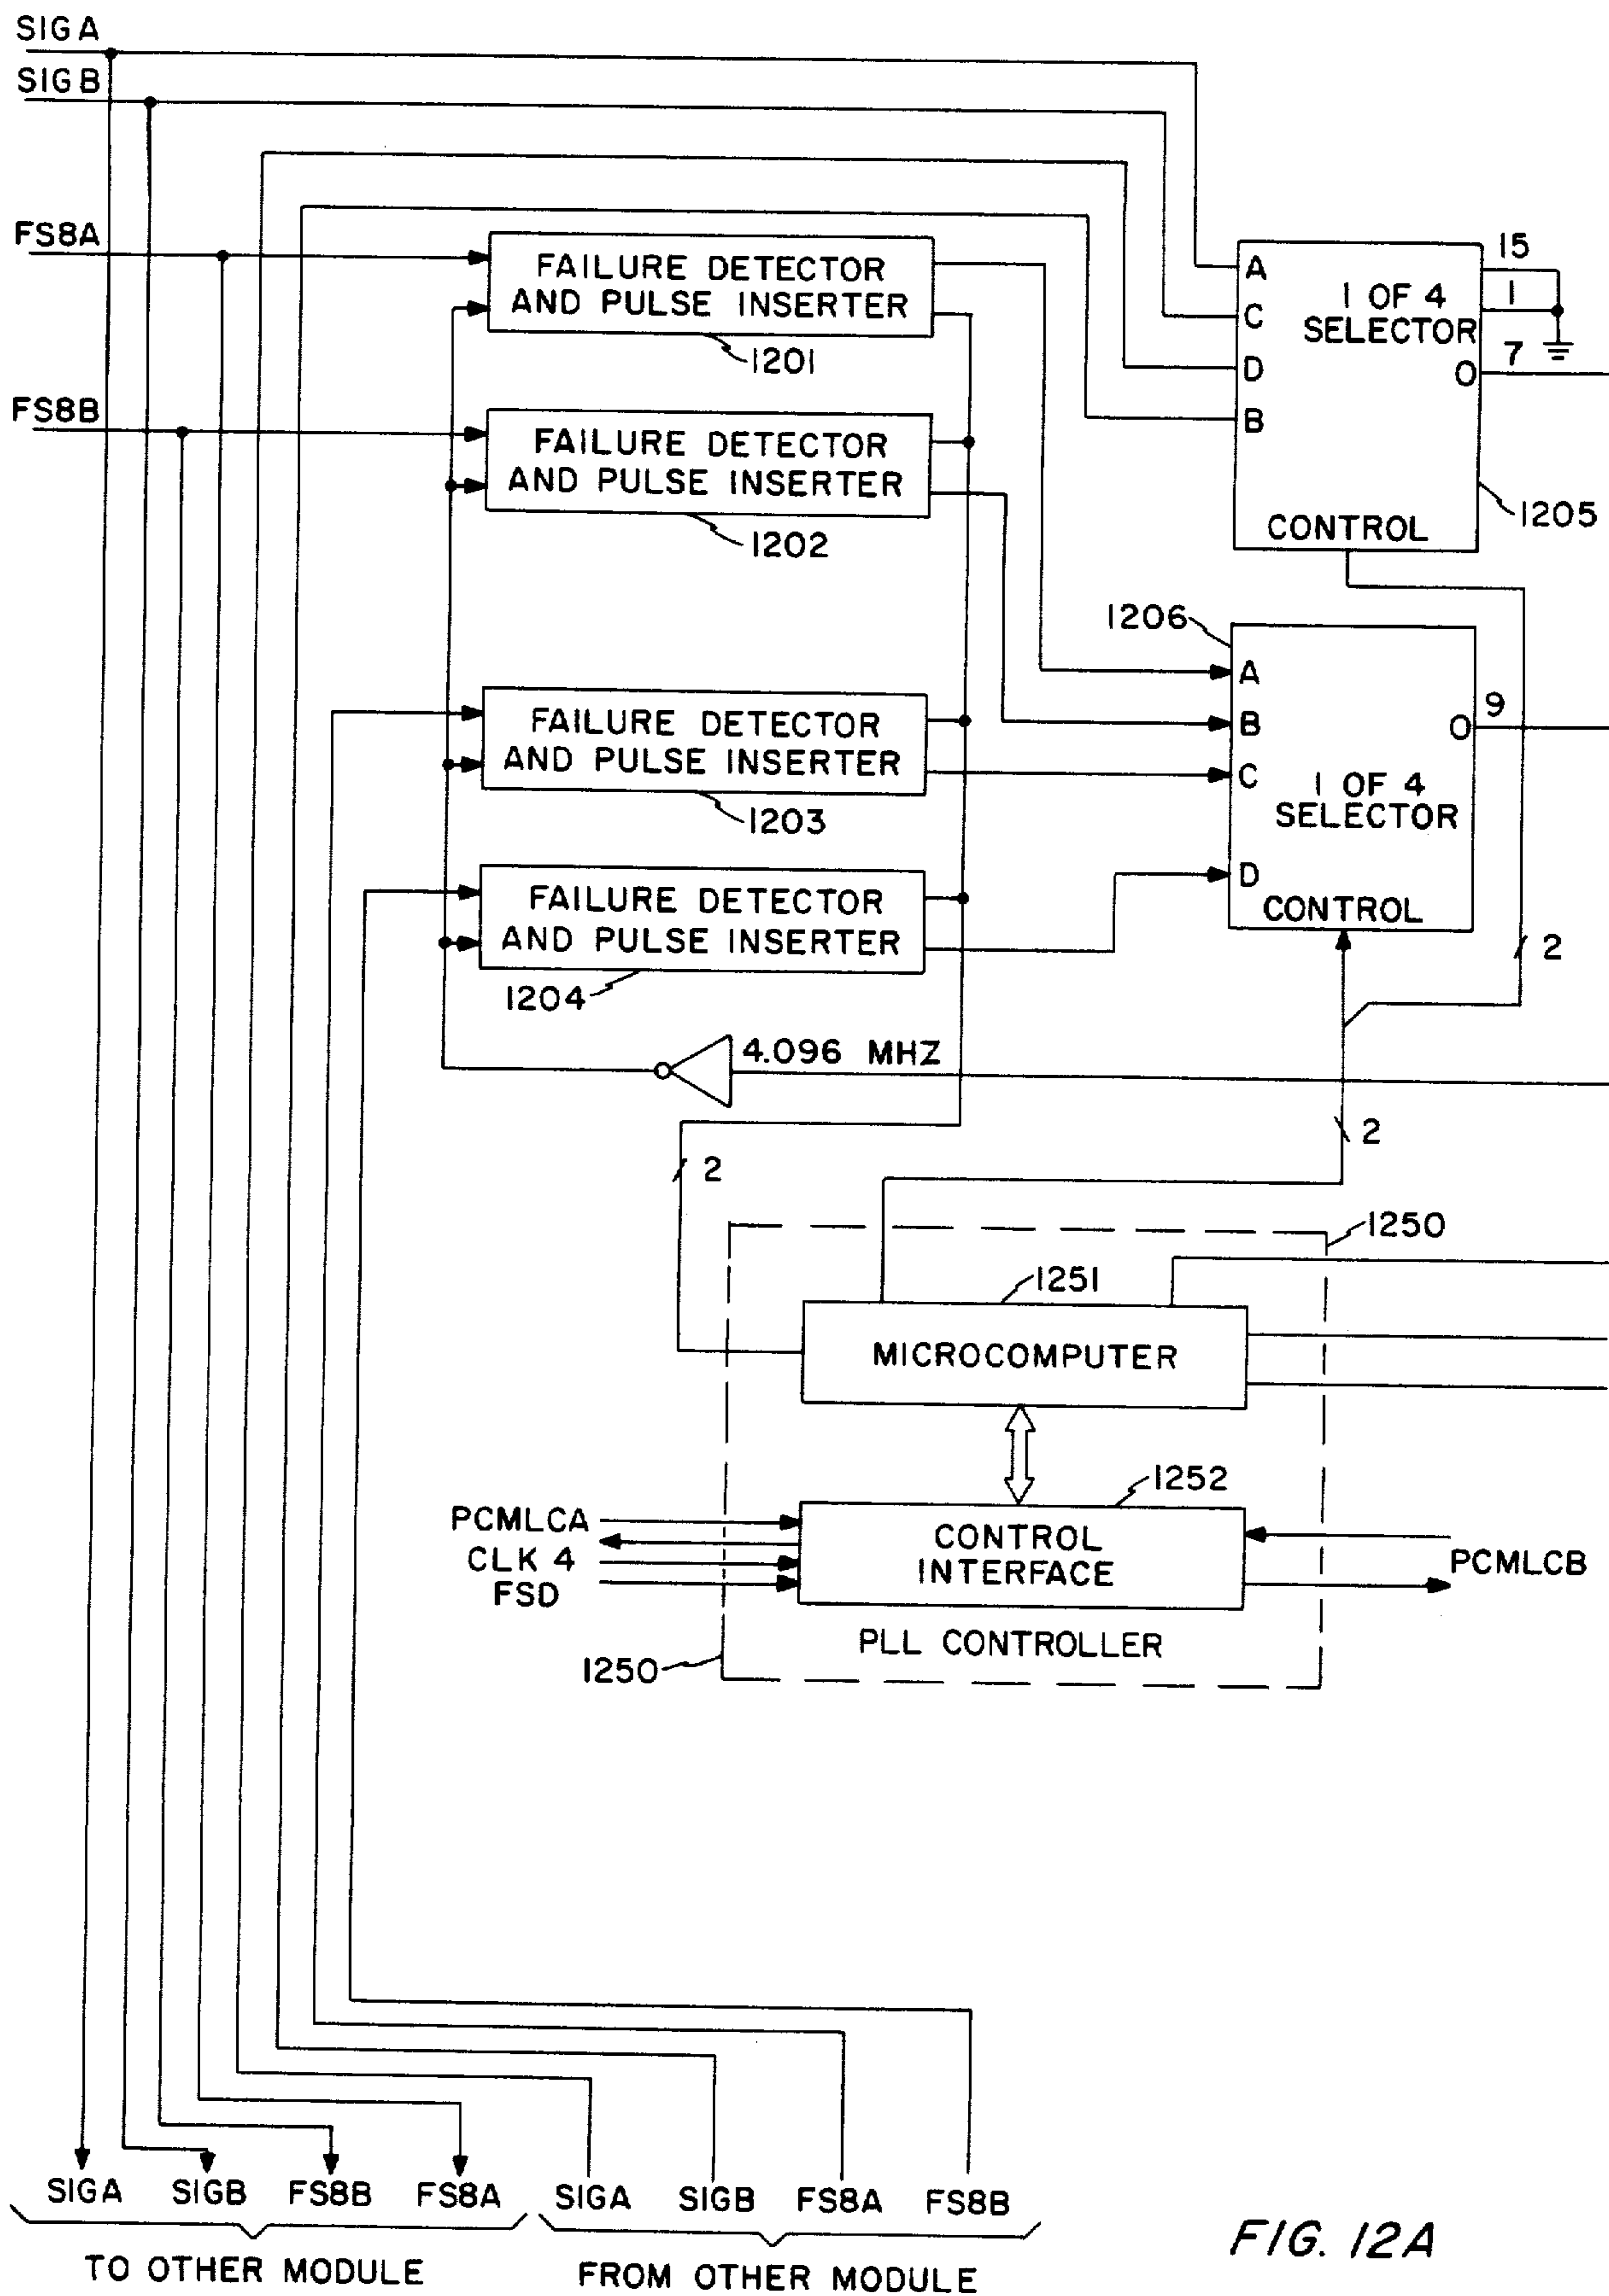 SIGA
SIGB
FS8A
FS8B
FAILURE DETECTOR
AND PULSE INSERTER
1201
FAILURE DETECTOR
AND PULSE INSERTER
1202
FAILURE DETECTOR
AND PULSE INSERTER
1203
FAILURE DETECTOR
AND PULSE INSERTER
1204
A
C
D
B
1 OF 4
SELECTOR
O
CONTROL
15
1
7
1205
1206
A
B
C
D
O
9
1 OF 4
SELECTOR
CONTROL
2
4.096 MHZ
2
2
1250
1251
MICROCOMPUTER
1252
CONTROL
INTERFACE
PCMLCA
CLK 4
FSD
PCMLCB
PLL CONTROLLER
1250
SIGA SIGB FS8B FS8A SIGA SIGB FS8A FS8B
TO OTHER MODULE FROM OTHER MODULE
FIG. 12A